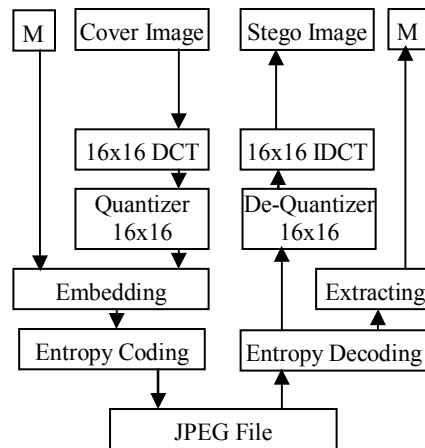 M
Cover Image
Stego Image
M
16x16 DCT
16x16 IDCT
Quantizer
16x16
De-Quantizer
16x16
Embedding
Extracting
Entropy Coding
Entropy Decoding
JPEG File